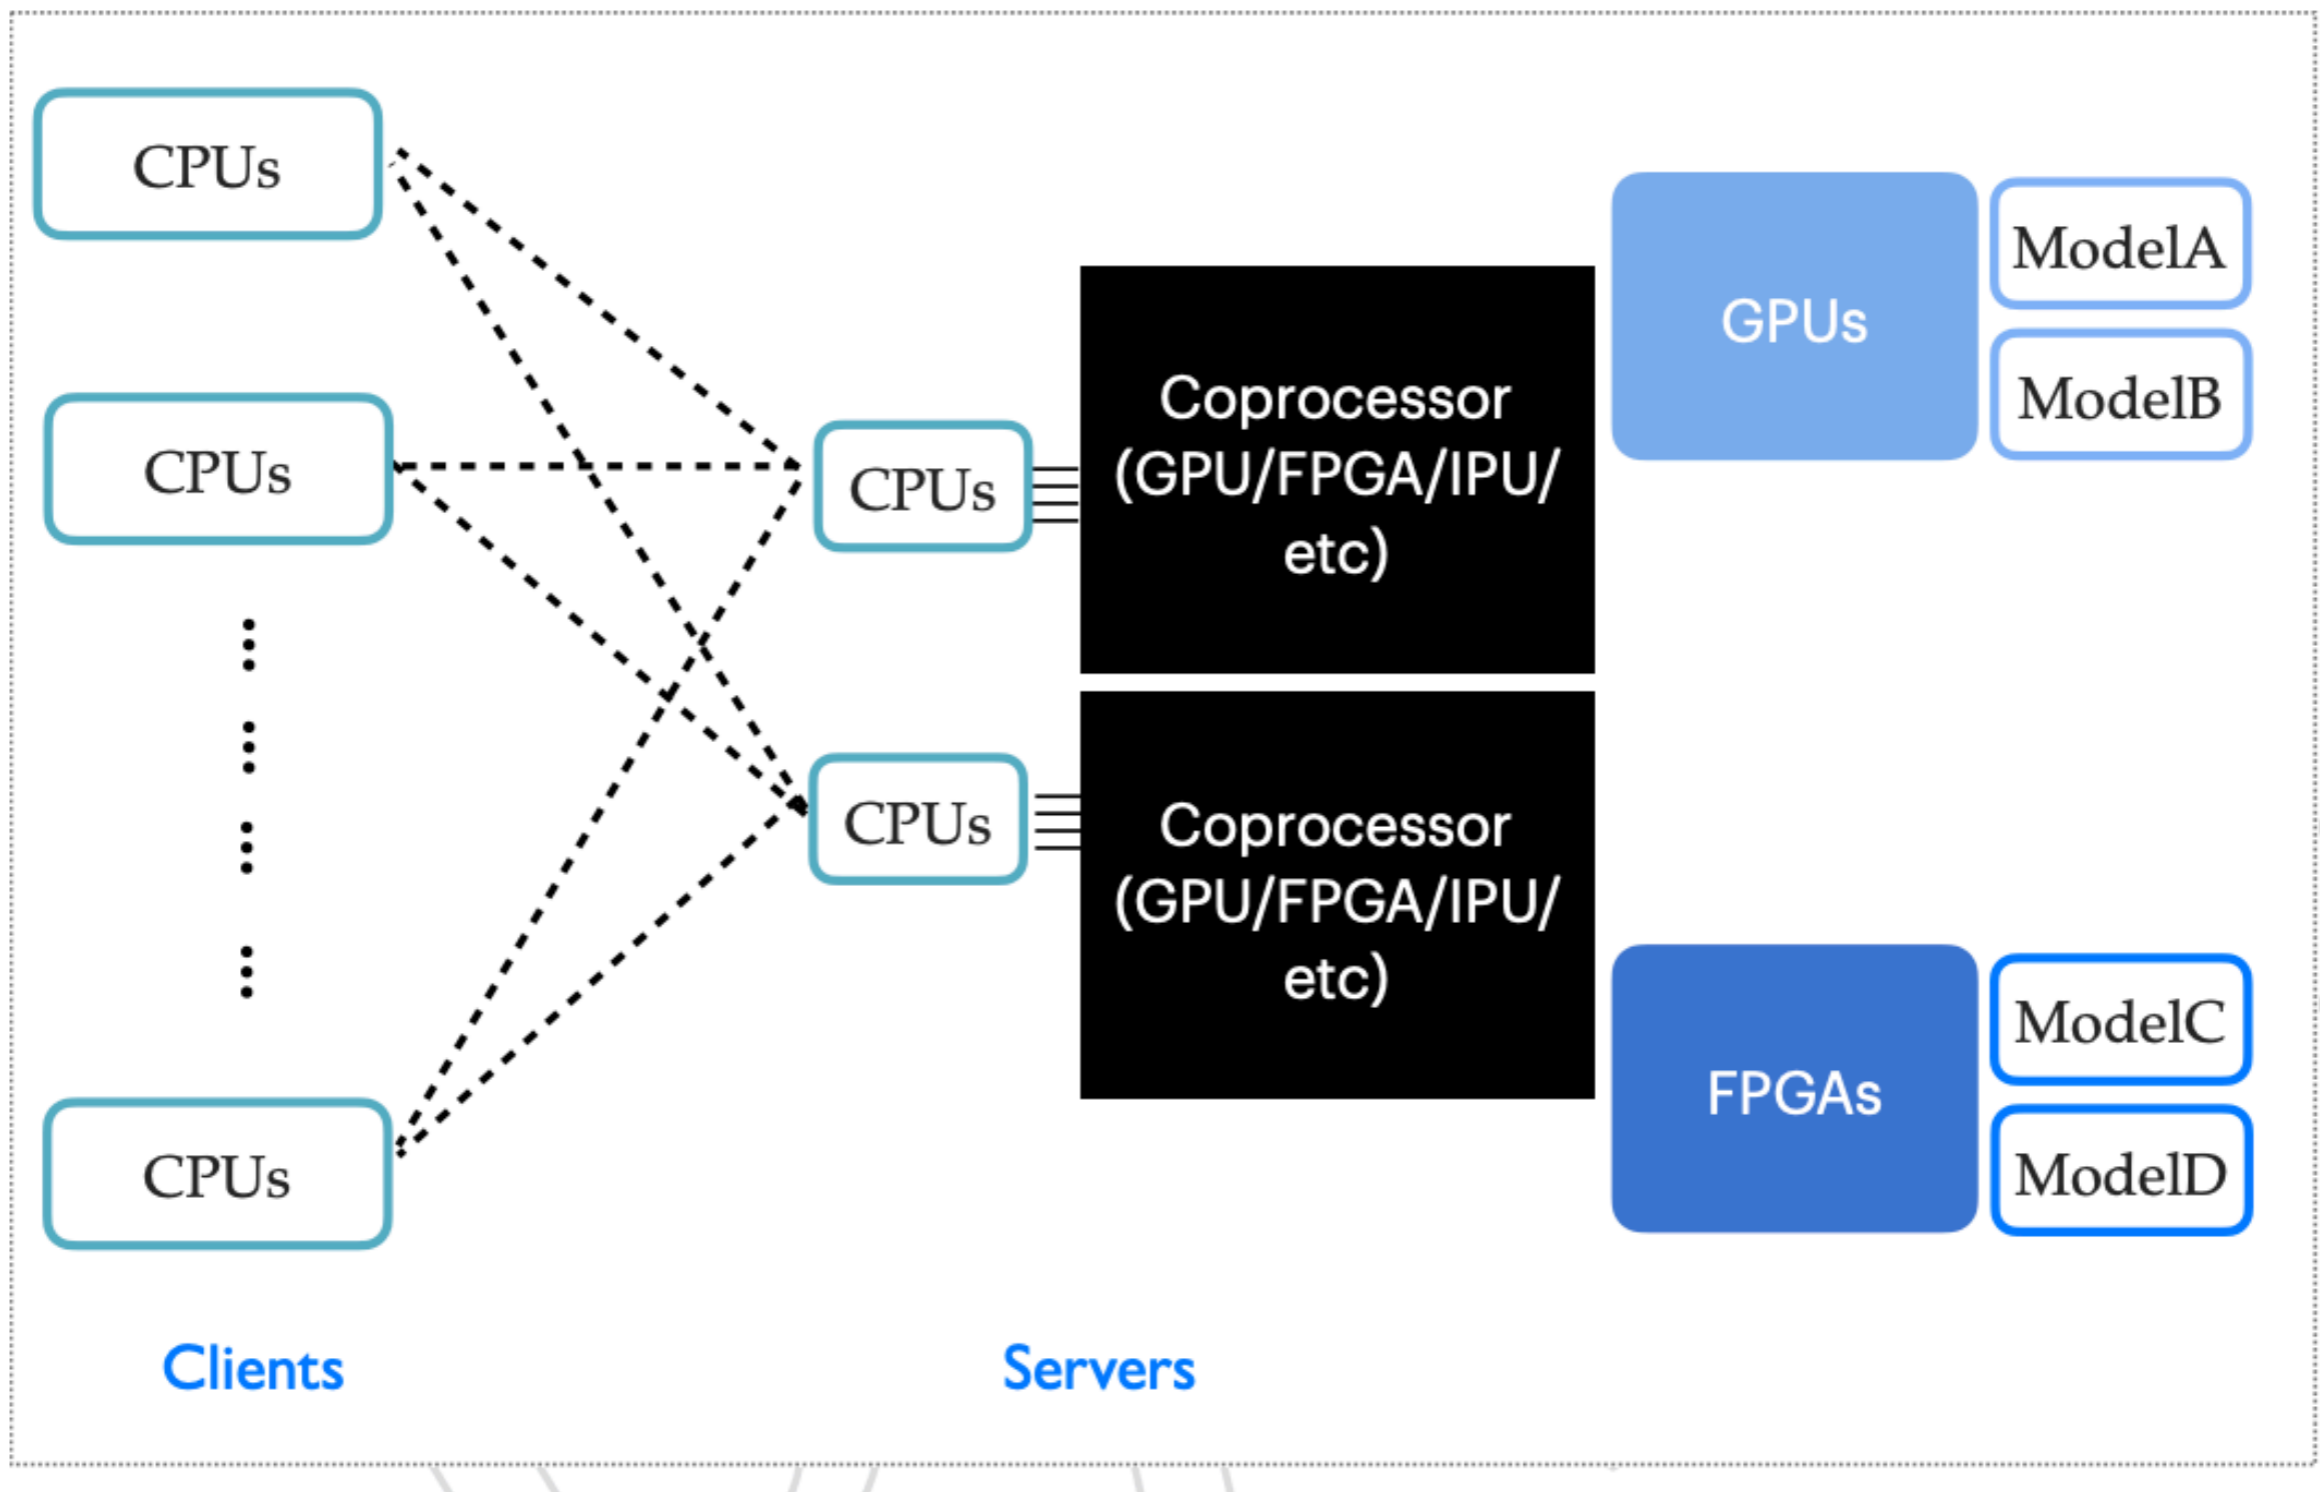 CPUs
CPUs
CPUs
CPUs
CPUs
Coprocessor
(GPU/FPGA/IPU/
etc)
Coprocessor
(GPU/FPGA/IPU/
etc)
GPUs
ModelA
ModelB
FPGAs
ModelC
ModelD
Clients
Servers